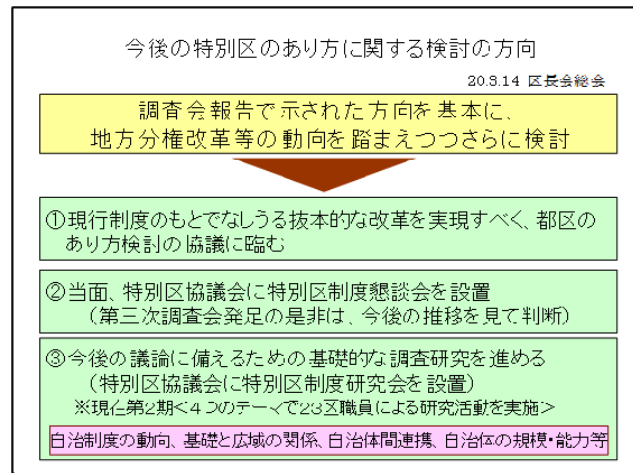 今後の特別区のあり方に関する検討の方向
20.3.14 区長会総会
調査会報告で示された方向を基本に、
地方分権改革等の動向を踏まえつつさらに検討
①現行制度のもとでなしうる抜本的な改革を実現すべく、都区の
あり方検討の協議に臨む
②当面、特別区協議会に特別区制度懇談会を設置
（第三次調査会発足の是非は、今後の推移を見て判断）
③今後の議論に備えるための基礎的な調査研究を進める
（特別区協議会に特別区制度研究会を設置）
※現在第2期<４つのテーマで23区職員による研究活動を実施>
自治制度の動向、基礎と広域の関係、自治体間連携、自治体の規模・能力等